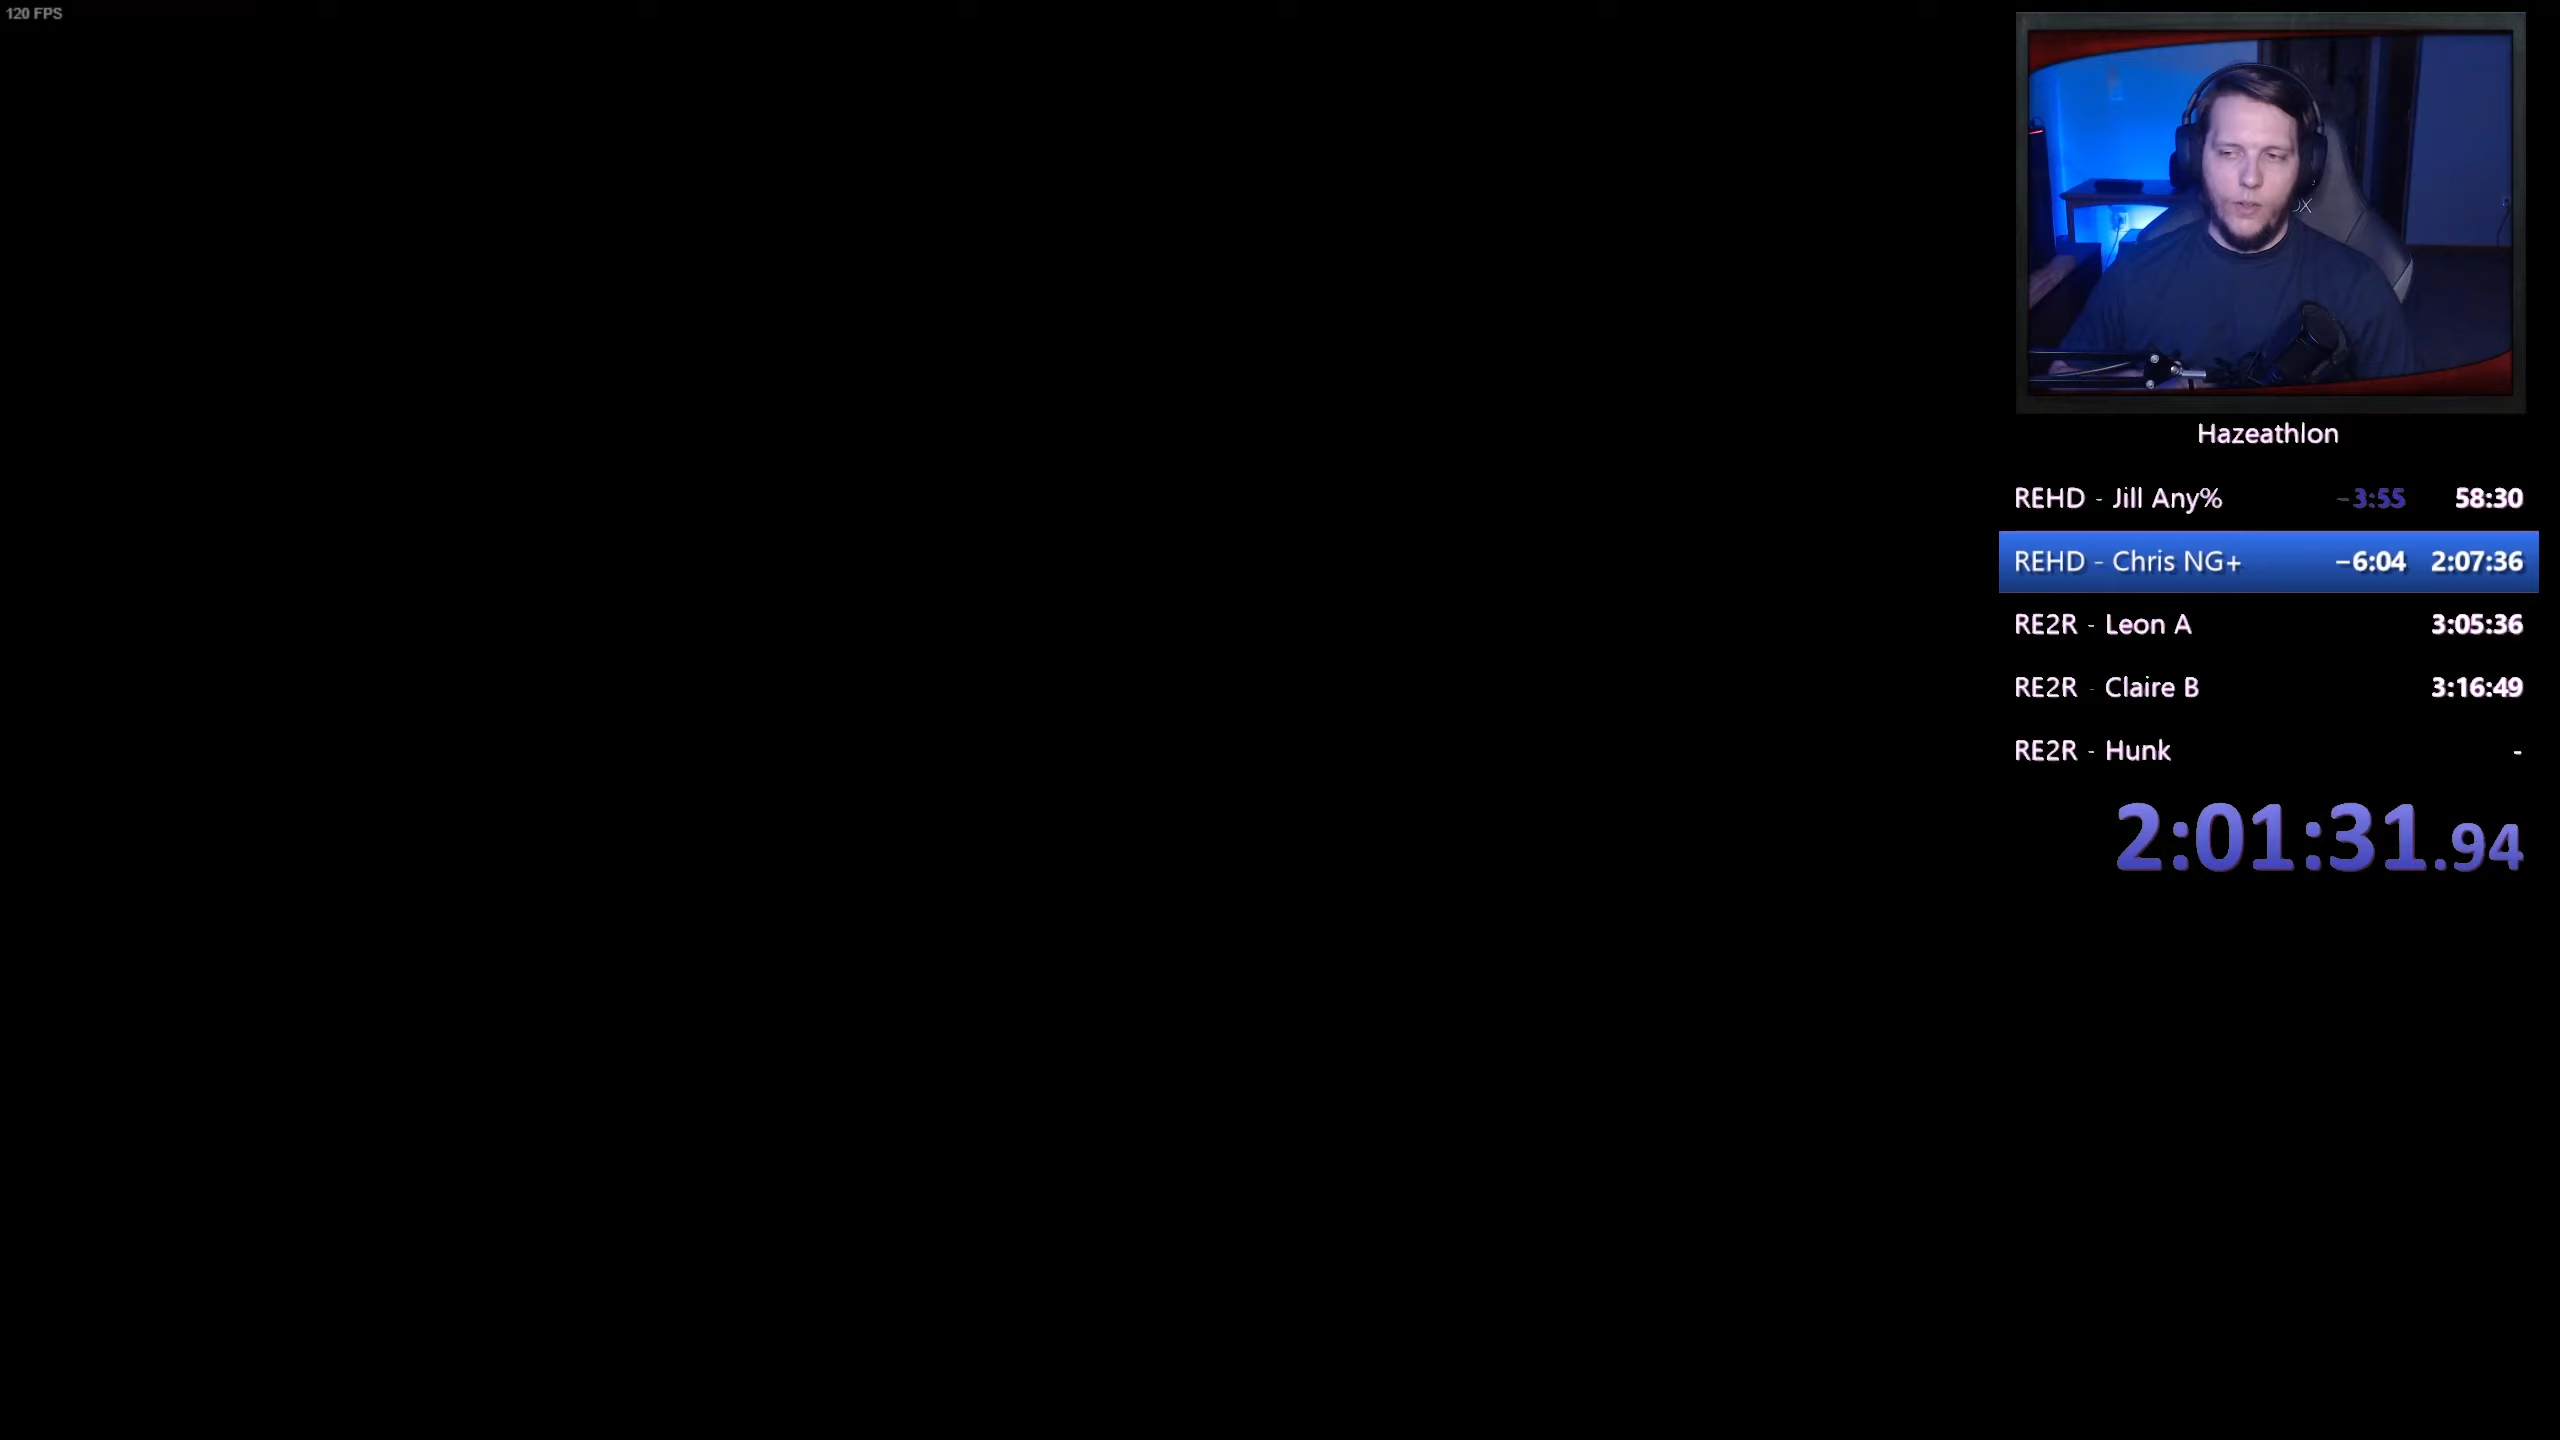 120 FPS
DX
Hazeathlon
REHD - Jill Any% -3:55 58:30
REHD - Chris NG+ -6:04 2:07:36
RE2R - Leon A 3:05:36
RE2R - Claire B 3:16:49
RE2R - Hunk -
2:01:31.94